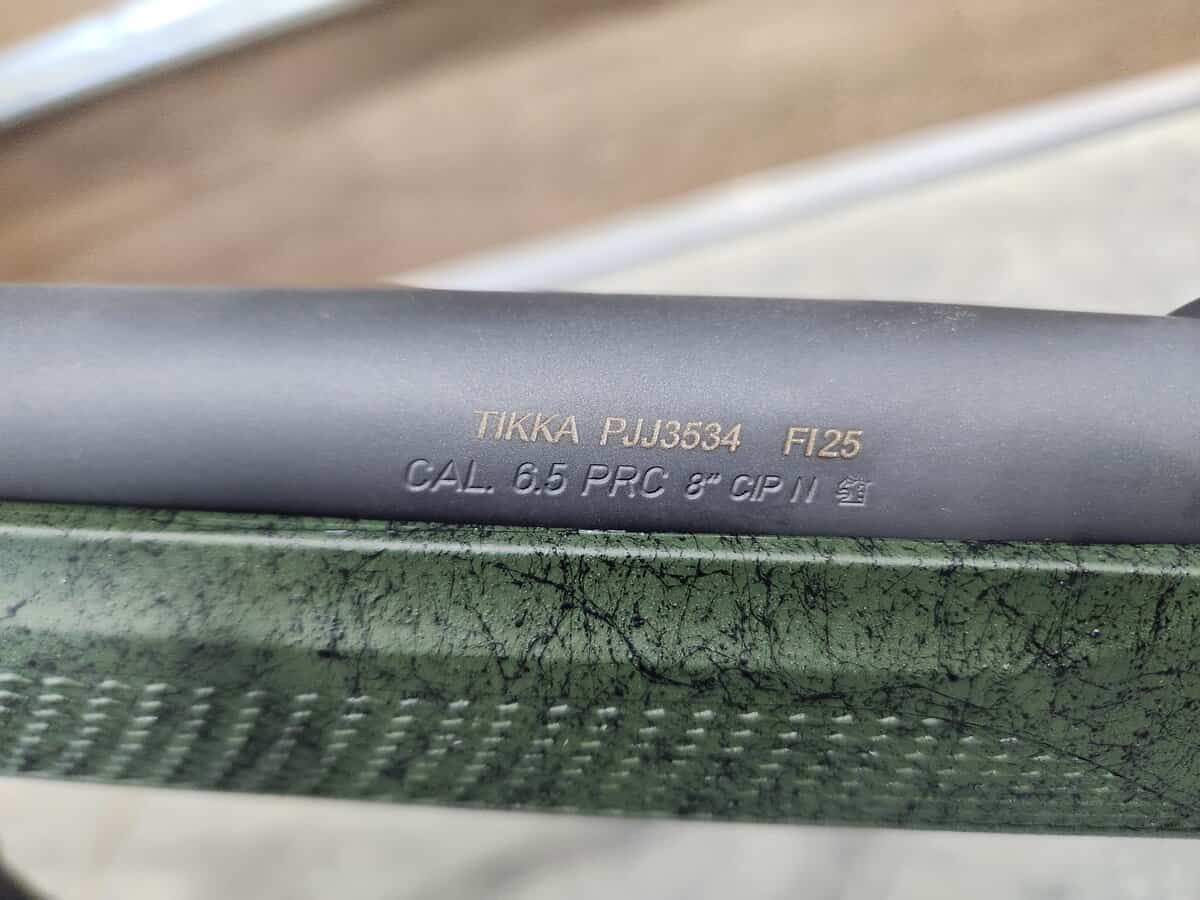 TIKKA PJJ3534 FI25
CAL. 6.5 PRC 8" CIP N